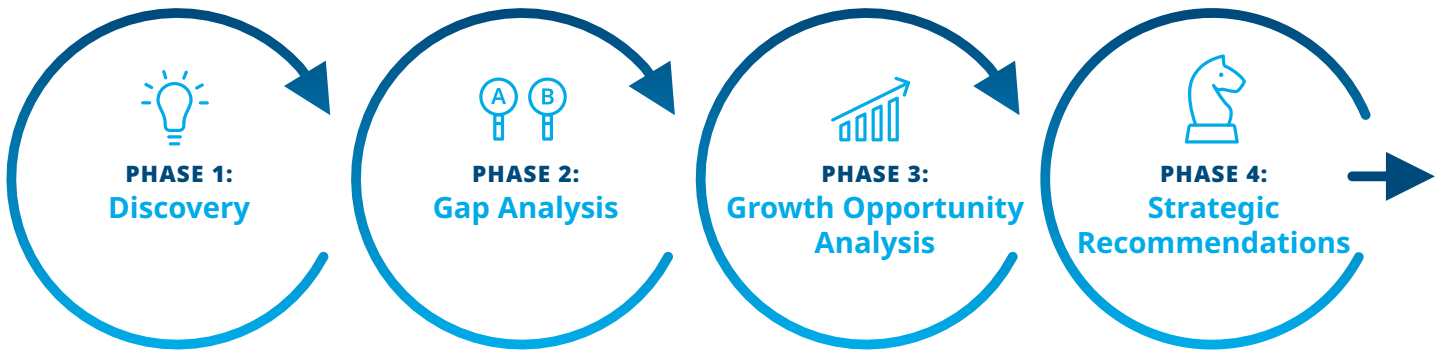 PHASE 1:
Discovery
A B
PHASE 2:
Gap Analysis
PHASE 3:
Growth Opportunity
Analysis
PHASE 4:
Strategic
Recommendations